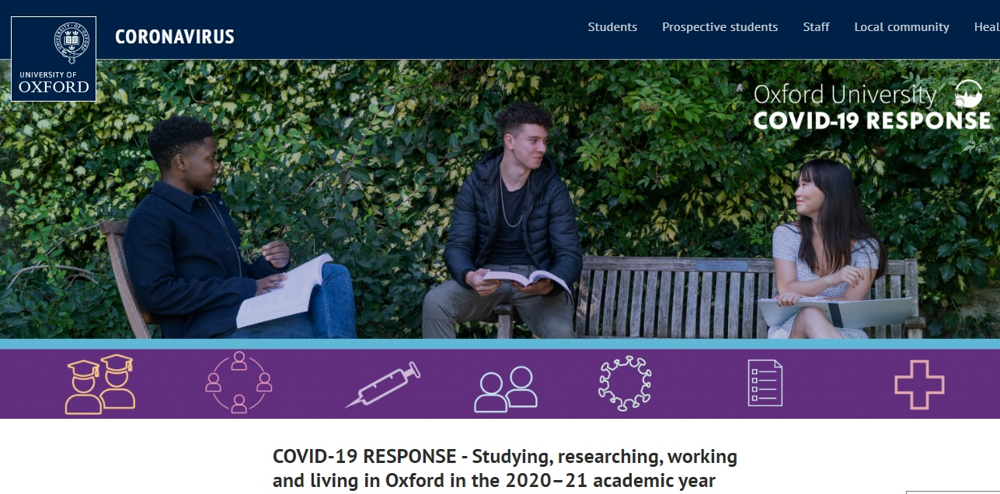 UNIVERSITY OF
OXFORD
CORONAVIRUS
Students Prospective students Staff Local community Heal
Oxford University
COVID-19 RESPONSE
COVID-19 RESPONSE - Studying, researching, working
and living in Oxford in the 2020–21 academic year